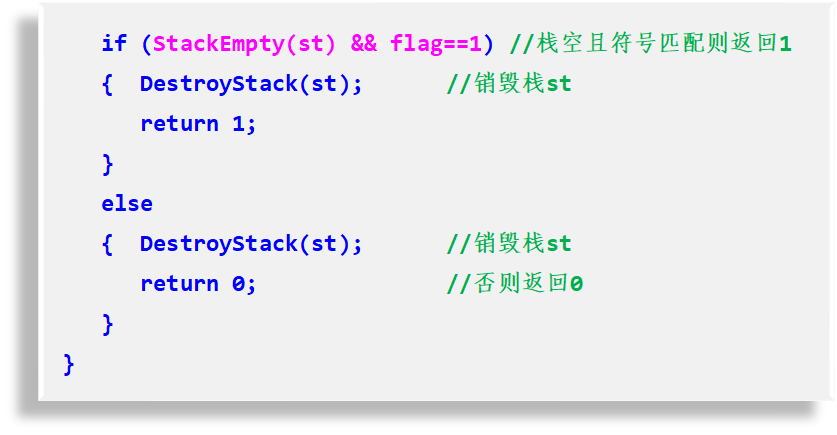 if (StackEmpty(st) && flag==1) //栈空且符号匹配则返回1
{ DestroyStack(st); //销毁栈st
return 1;
}
else
{ DestroyStack(st); //销毁栈st
return 0; //否则返回0
}
}